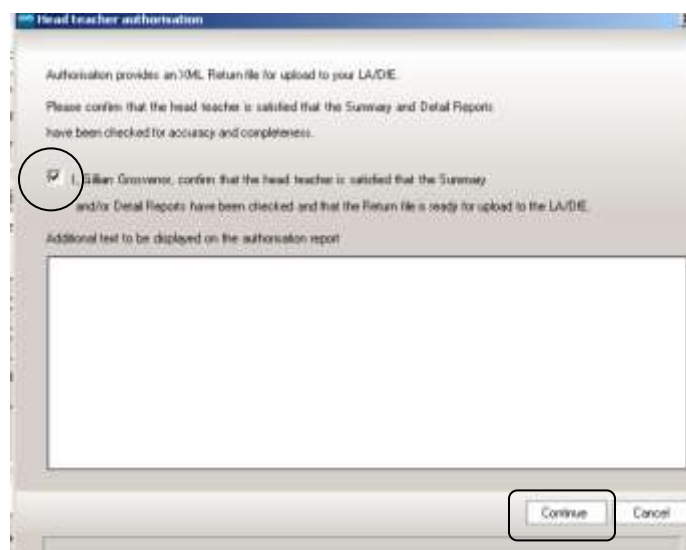 Head teacher authorisation
Authorisation provides an XML Return file for upload to your LA/DfE.
Please confirm that the head teacher is satisfied that the Summary and Detail Reports
have been checked for accuracy and completeness.
I, Gillian Grosvenor, confirm that the head teacher is satisfied that the Summary
and/or Detail Reports have been checked and that the Return file is ready for upload to the LA/DfE.
Additional text to be displayed on the authorisation report
Continue Cancel